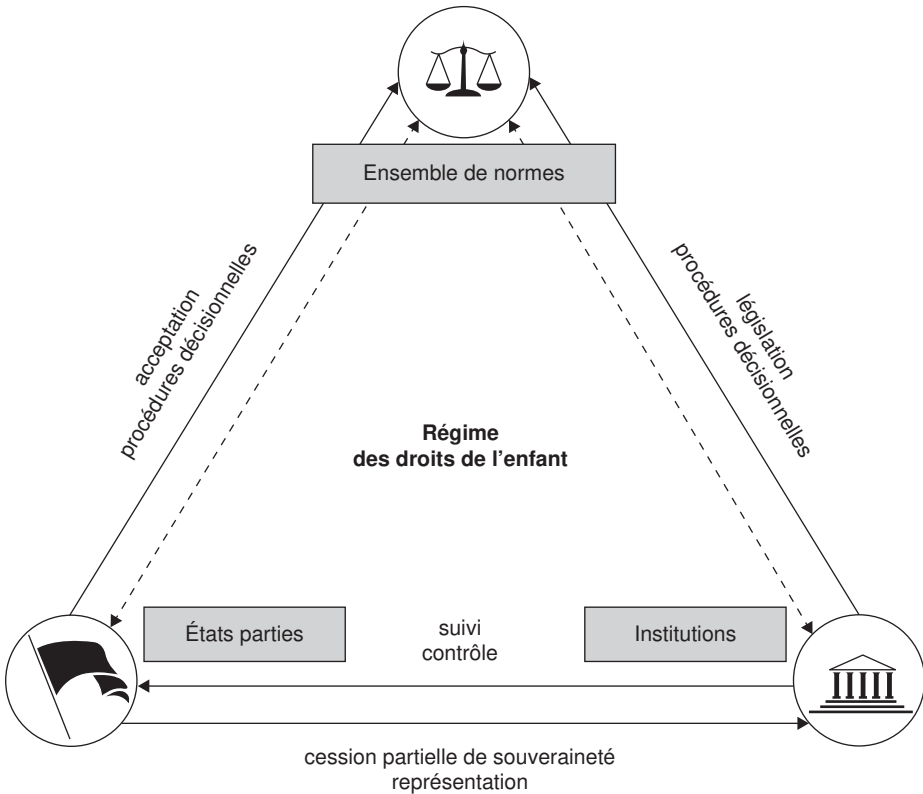 Ensemble de normes
acceptation
procédures décisionnelles
législation
procédures décisionnelles
Régime
des droits de l’enfant
États parties
suivi
contrôle
Institutions
cession partielle de souveraineté
représentation